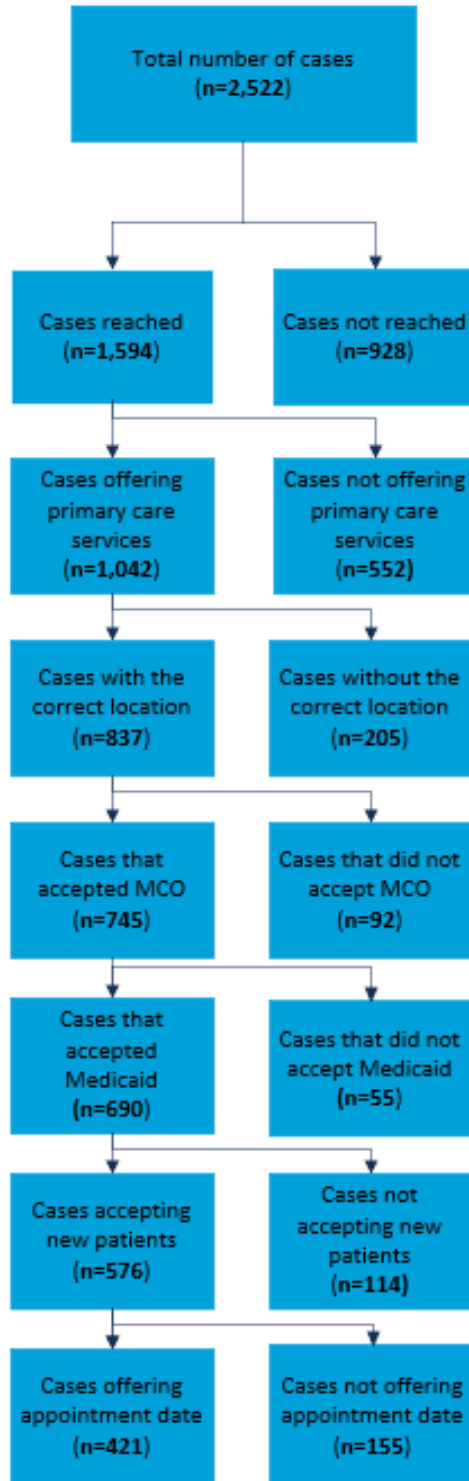 Total number of cases
(n=2,522)
Cases reached
(n=1,594)
Cases not reached
(n=928)
Cases offering
primary care
services
(n=1,042)
Cases not offering
primary care
services
(n=552)
Cases with the
correct location
(n=837)
Cases without the
correct location
(n=205)
Cases that
accepted MCO
(n=745)
Cases that did not
accept MCO
(n=92)
Cases that
accepted
Medicaid
(n=690)
Cases that did not
accept Medicaid
(n=55)
Cases accepting
new patients
(n=576)
Cases not
accepting new
patients
(n=114)
Cases offering
appointment date
(n=421)
Cases not offering
appointment date
(n=155)